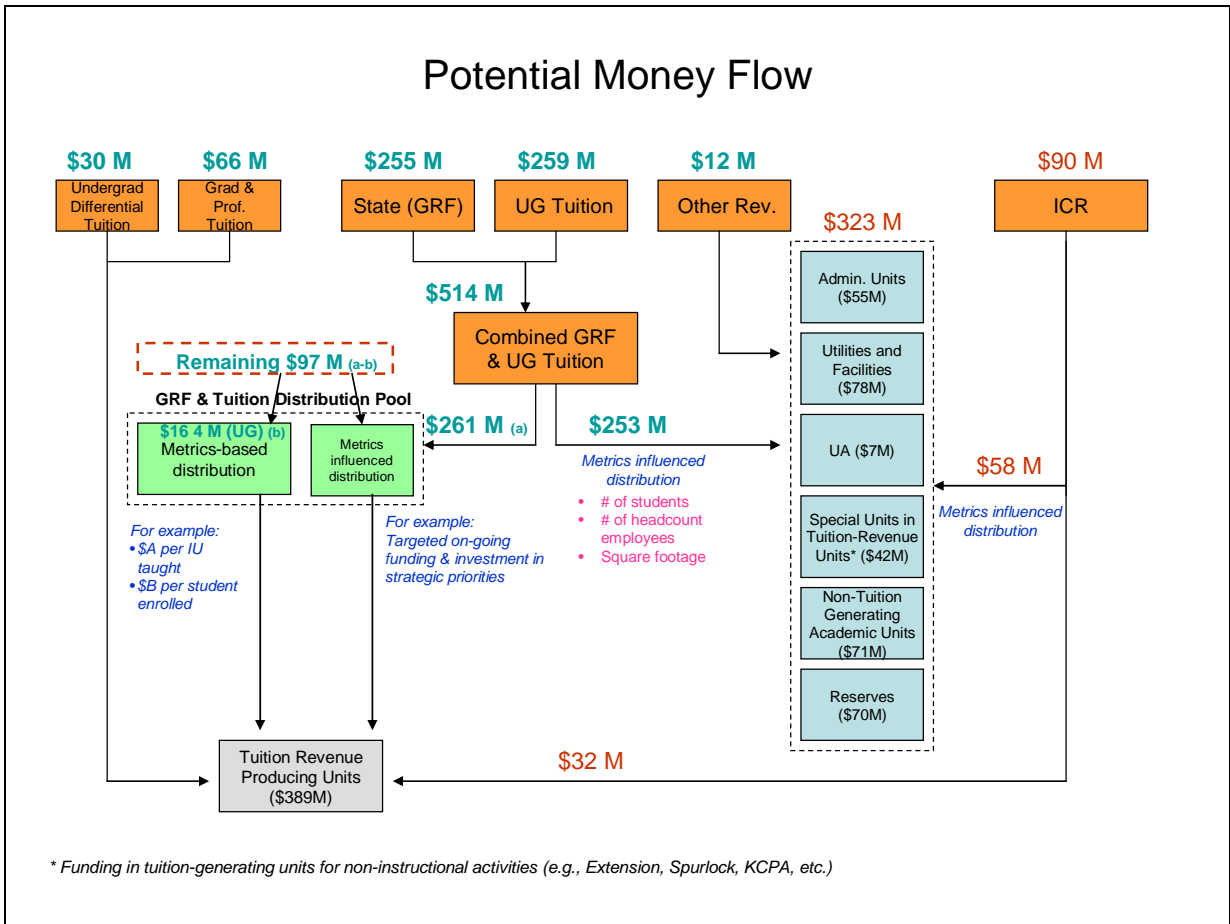 Potential Money Flow
$30 M
$66 M
$255 M
$259 M
$12 M
$90 M
Undergrad
Differential
Tuition
Grad &
Prof.
Tuition
State (GRF)
UG Tuition
Other Rev.
ICR
$323 M
$514 M
Combined GRF
& UG Tuition
Remaining $97 M (a-b)
GRF & Tuition Distribution Pool
$16 4 M (UG) (b)
Metrics-based
distribution
Metrics
influenced
distribution
$261 M (a)
$253 M
Metrics influenced
distribution
• # of students
• # of headcount
employees
• Square footage
For example:
• $A per IU
taught
• $B per student
enrolled
For example:
Targeted on-going
funding & investment in
strategic priorities
Admin. Units
($55M)
Utilities and
Facilities
($78M)
UA ($7M)
Special Units in
Tuition-Revenue
Units* ($42M)
Non-Tuition
Generating
Academic Units
($71M)
Reserves
($70M)
$58 M
Metrics influenced
distribution
Tuition Revenue
Producing Units
($389M)
$32 M
* Funding in tuition-generating units for non-instructional activities (e.g., Extension, Spurlock, KCPA, etc.)